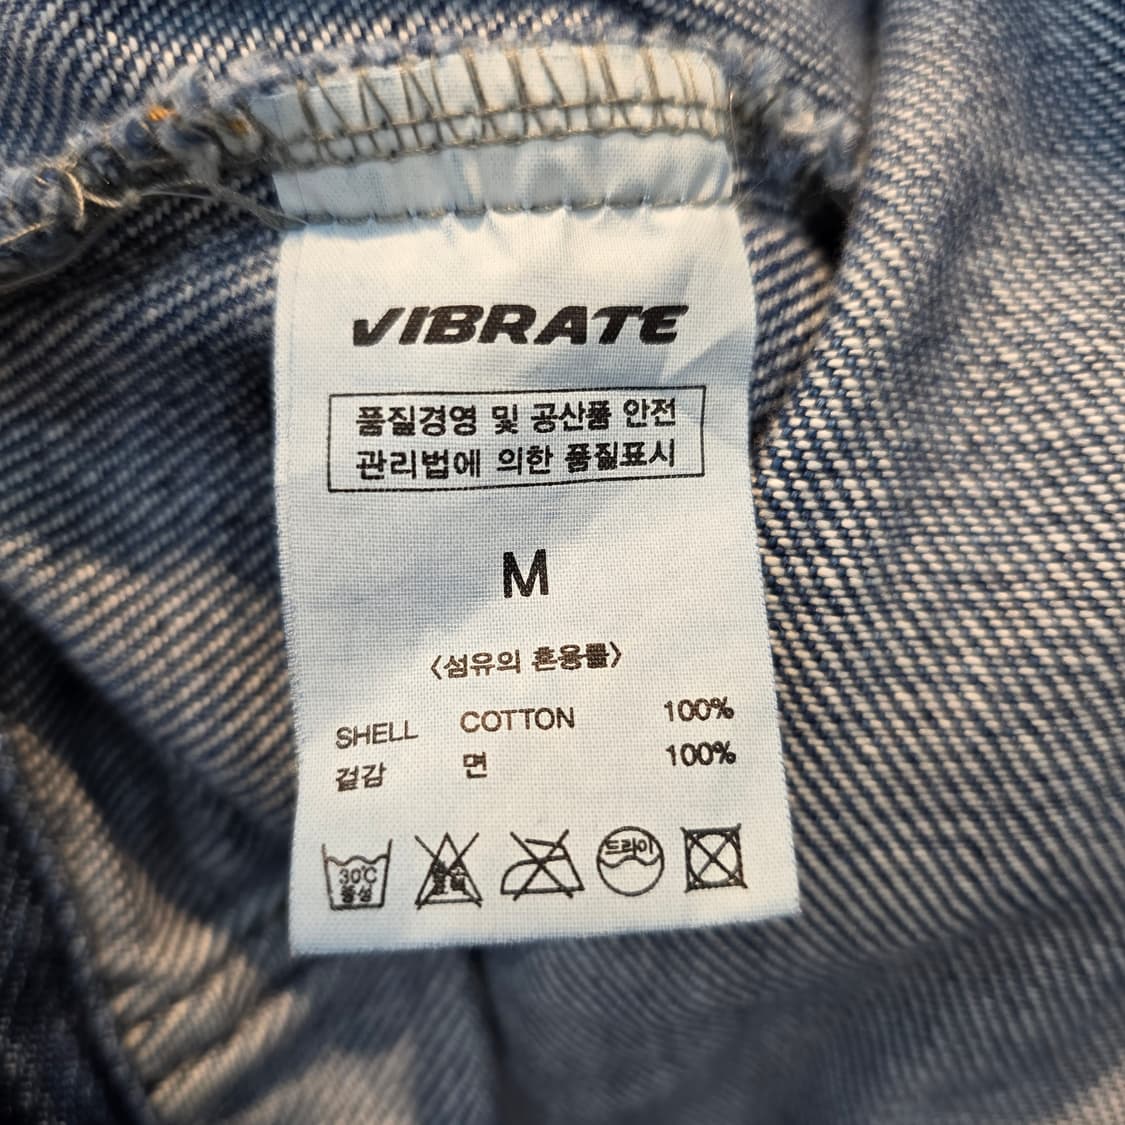 VIBRATE
품질경영 및 공산품 안전
관리법에 의한 품질표시
M
〈섬유의 혼용률〉
SHELL COTTON 100%
겉감 면 100%
30℃
중성
드라이